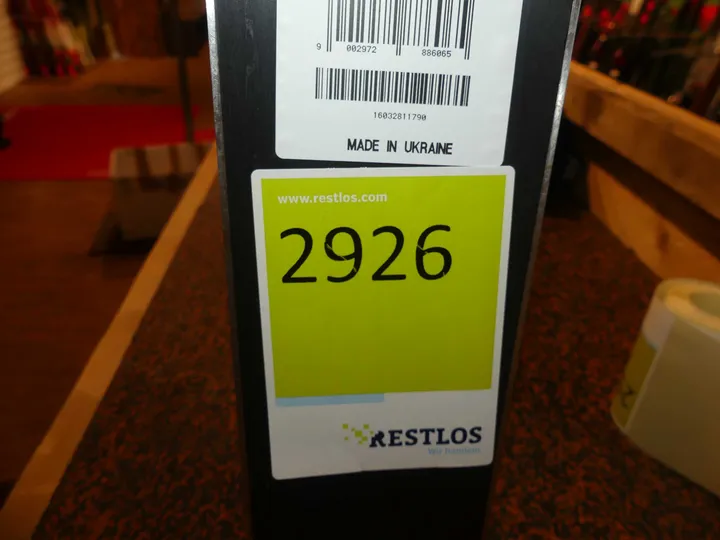 9 002972 886065
16032811790
MADE IN UKRAINE
www.restlos.com
2926
RESTLOS